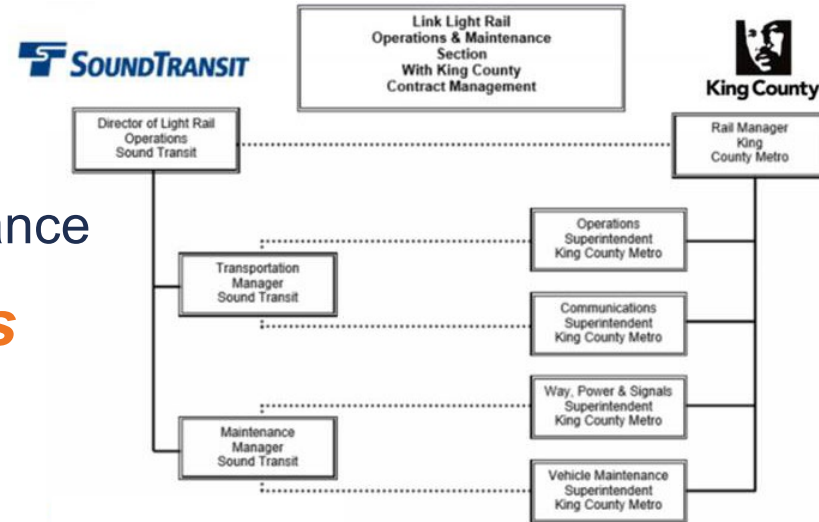 Link Light Rail
Operations & Maintenance
Section
With King County
Contract Management
SOUNDTRANSIT
King County
Director of Light Rail
Operations
Sound Transit
Rail Manager
King
County Metro
ance
s
Operations
Superintendent
King County Metro
Transportation
Manager
Sound Transit
Communications
Superintendent
King County Metro
Way, Power & Signals
Superintendent
King County Metro
Maintenance
Manager
Sound Transit
Vehicle Maintenance
Superintendent
King County Metro